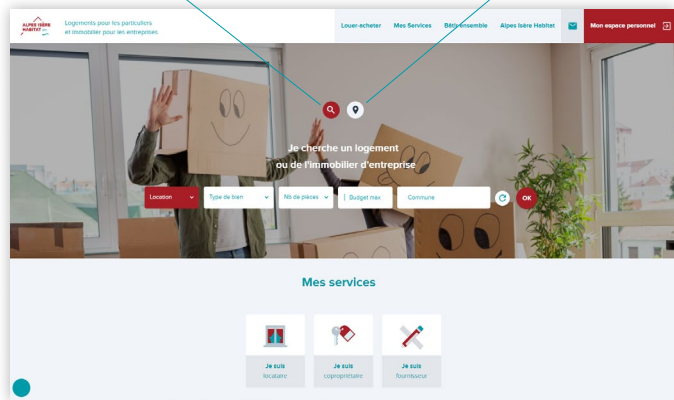 ALPES ISÈRE
HABITAT
Logements pour les particuliers
et immobilier pour les entreprises
Louer-acheter
Mes Services
Bâtir ensemble
Alpes Isère Habitat
Mon espace personnel
Je cherche un logement
ou de l'immobilier d'entreprise
Location
Type de bien
Nb de pièces
Budget max
Commune
OK
Mes services
Je suis
locataire
Je suis
copropriétaire
Je suis
fournisseur